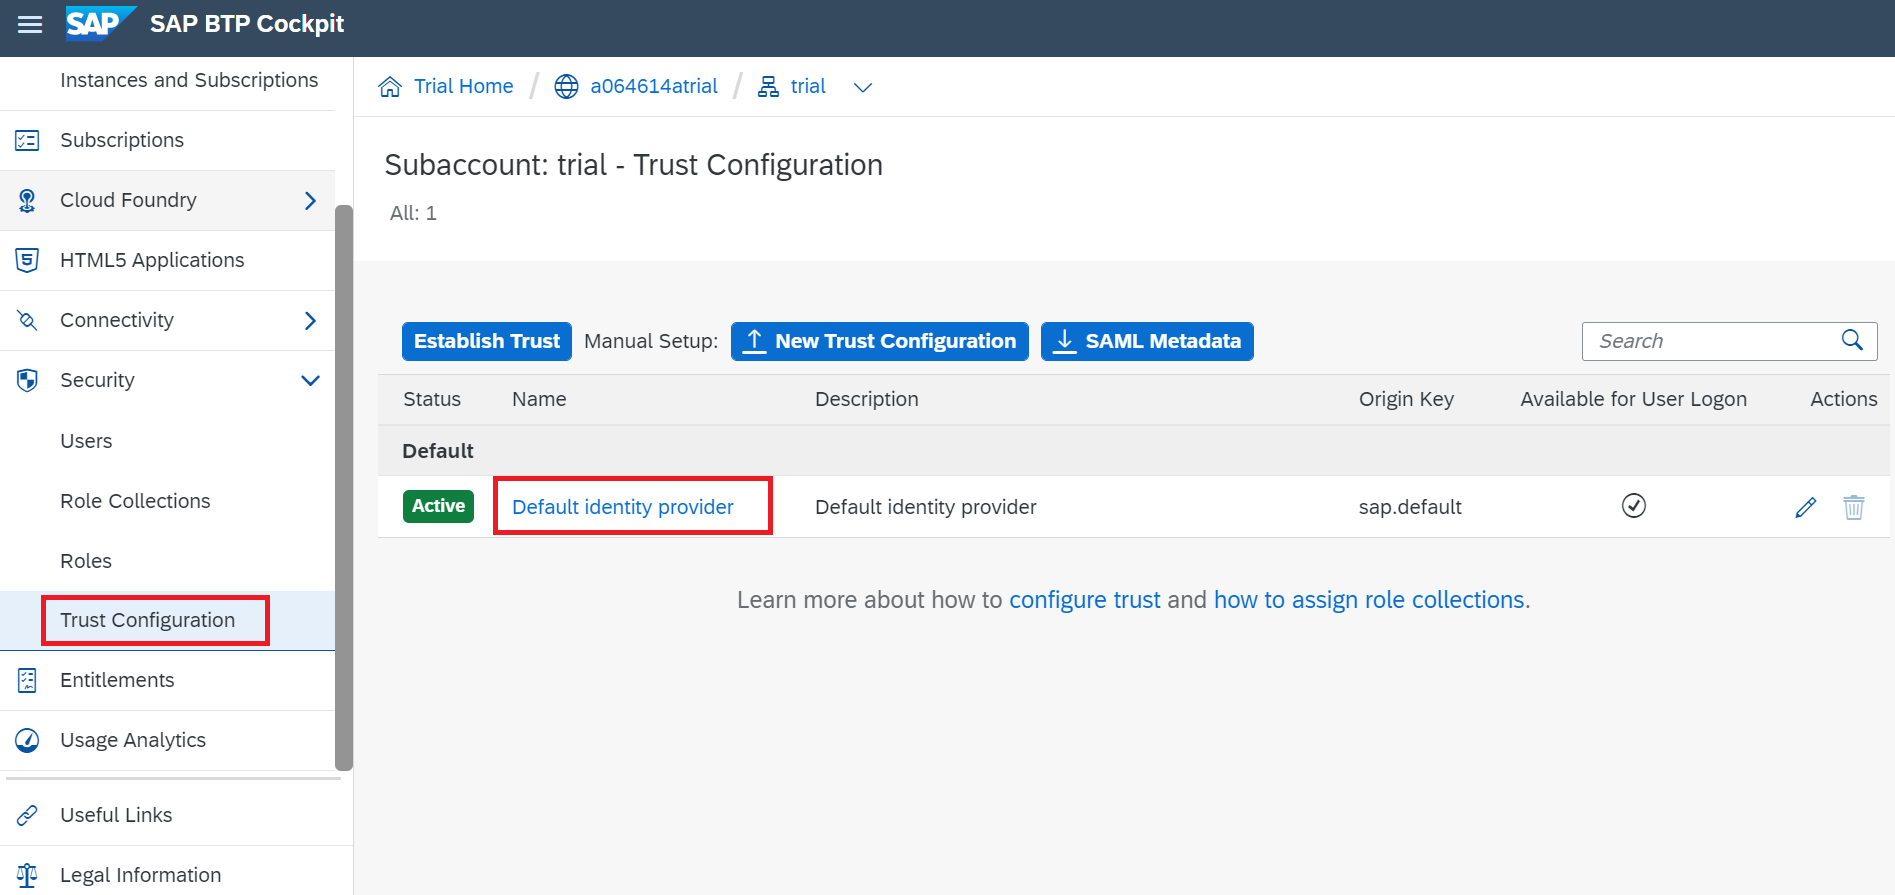 SAP SAP BTP Cockpit
Instances and Subscriptions
Subscriptions
Cloud Foundry
HTML5 Applications
Connectivity
Security
Users
Role Collections
Roles
Trust Configuration
Entitlements
Usage Analytics
Useful Links
Legal Information
Trial Home / a064614atrial / trial
Subaccount: trial - Trust Configuration
All: 1
Establish Trust Manual Setup: New Trust Configuration SAML Metadata Search
Status Name Description Origin Key Available for User Logon Actions
Default
Active Default identity provider Default identity provider sap.default
Learn more about how to configure trust and how to assign role collections.